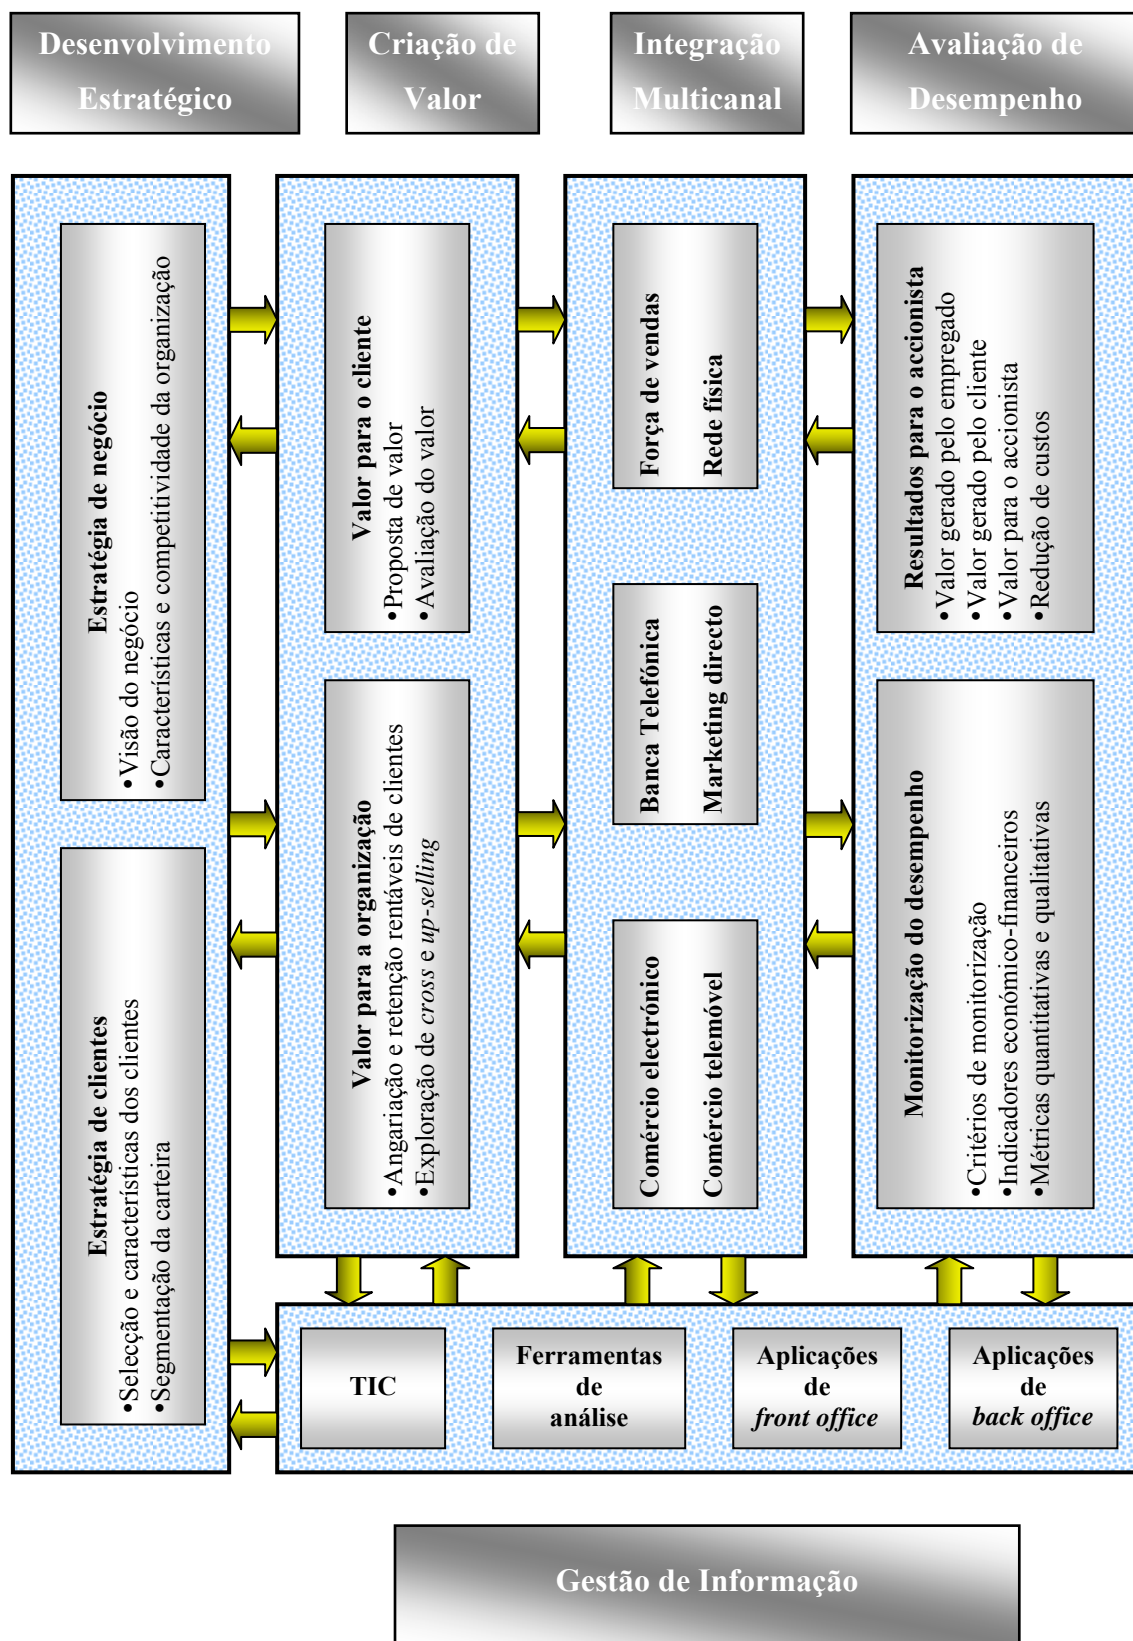 Desenvolvimento
Estratégico
Criação de
Valor
Integração
Multicanal
Avaliação de
Desempenho
Estratégia de negócio
•Visão do negócio
•Características e competitividade da organização
Estratégia de clientes
•Selecção e características dos clientes
•Segmentação da carteira
Valor para o cliente
•Proposta de valor
•Avaliação do valor
Valor para a organização
•Angariação e retenção rentáveis de clientes
•Exploração de cross e up-selling
Força de vendas
Rede física
Banca Telefónica
Marketing directo
Comércio electrónico
Comércio telemóvel
Resultados para o accionista
•Valor gerado pelo empregado
•Valor gerado pelo cliente
•Valor para o accionista
•Redução de custos
Monitorização do desempenho
•Critérios de monitorização
•Indicadores económico-financeiros
•Métricas quantitativas e qualitativas
TIC
Ferramentas
de
análise
Aplicações
de
front office
Aplicações
de
back office
Gestão de Informação